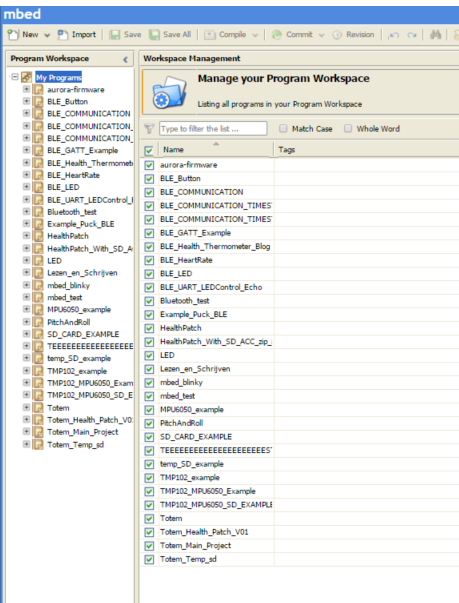 mbed
New Import Save Save All Compile Commit Revision
Program Workspace
My Programs
aurora-firmware
BLE_Button
BLE_COMMUNICATION
BLE_COMMUNICATION_
BLE_COMMUNICATION_
BLE_GATT_Example
BLE_Health_Thermomet
BLE_HeartRate
BLE_LED
BLE_UART_LEDControl_
Bluetooth_test
Example_Puck_BLE
HealthPatch
HealthPatch_With_SD_A
LED
Lezen_en_Schrijven
mbed_blinky
mbed_test
MPU6050_example
PitchAndRoll
SD_CARD_EXAMPLE
TEEEEEEEEEEEEEEEEEE
temp_SD_example
TMP102_example
TMP102_MPU6050_Exam
TMP102_MPU6050_SD_E
Totem
Totem_Health_Patch_V0
Totem_Main_Project
Totem_Temp_sd
Workspace Management
Manage your Program Workspace
Listing all programs in your Program Workspace
Type to filter the list ... Match Case Whole Word
Name Tags
aurora-firmware
BLE_Button
BLE_COMMUNICATION
BLE_COMMUNICATION_TIMES
BLE_COMMUNICATION_TIMES
BLE_GATT_Example
BLE_Health_Thermometer_Blog
BLE_HeartRate
BLE_LED
BLE_UART_LEDControl_Echo
Bluetooth_test
Example_Puck_BLE
HealthPatch
HealthPatch_With_SD_ACC_zip_
LED
Lezen_en_Schrijven
mbed_blinky
mbed_test
MPU6050_example
PitchAndRoll
SD_CARD_EXAMPLE
TEEEEEEEEEEEEEEEEEEEEEEST
temp_SD_example
TMP102_example
TMP102_MPU6050_Example
TMP102_MPU6050_SD_EXAMPLE
Totem
Totem_Health_Patch_V01
Totem_Main_Project
Totem_Temp_sd